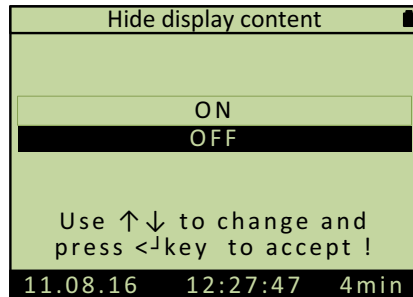 Hide display content
ON
OFF
Use ↑↓ to change and
press <┘key to accept !
11.08.16 12:27:47 4min